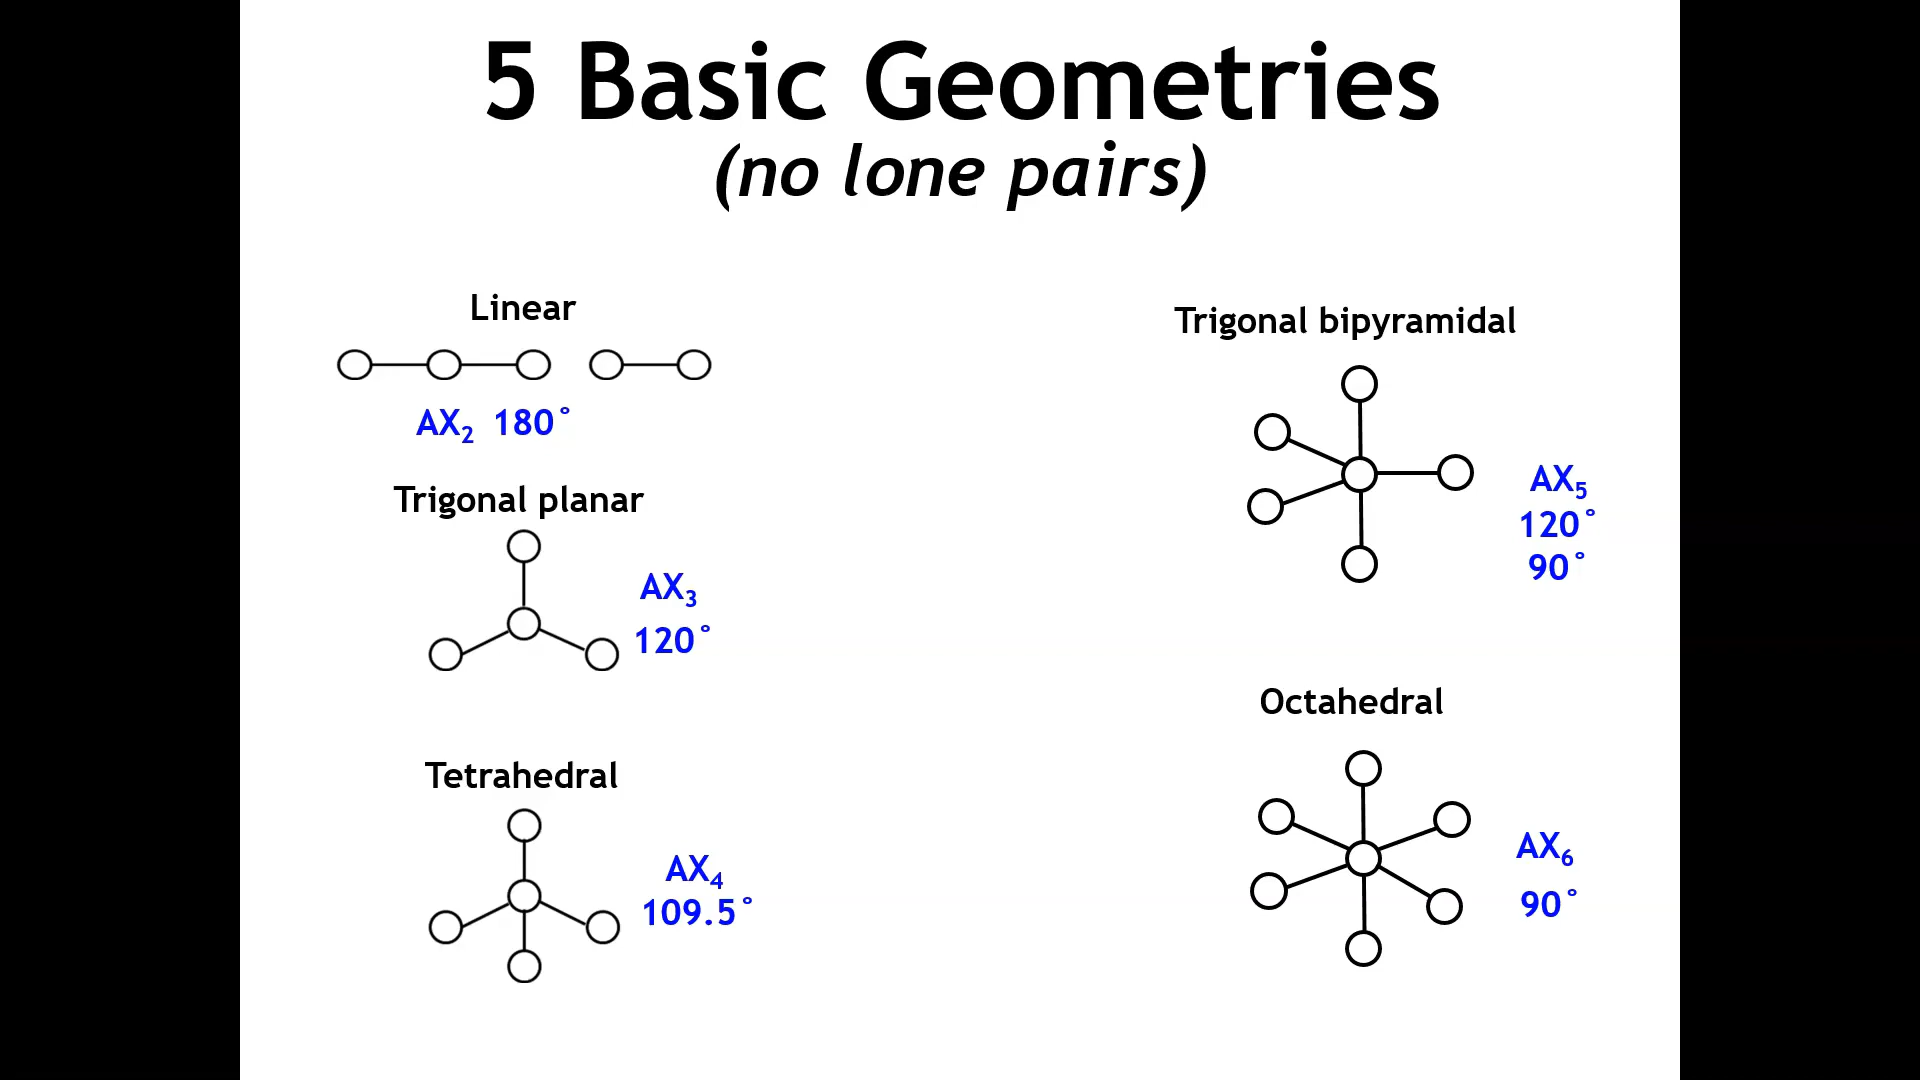 5 Basic Geometries
(no lone pairs)
Linear
AX₂ 180°
Trigonal planar
AX₃
120°
Tetrahedral
AX₄
109.5°
Trigonal bipyramidal
AX₅
120°
90°
Octahedral
AX₆
90°